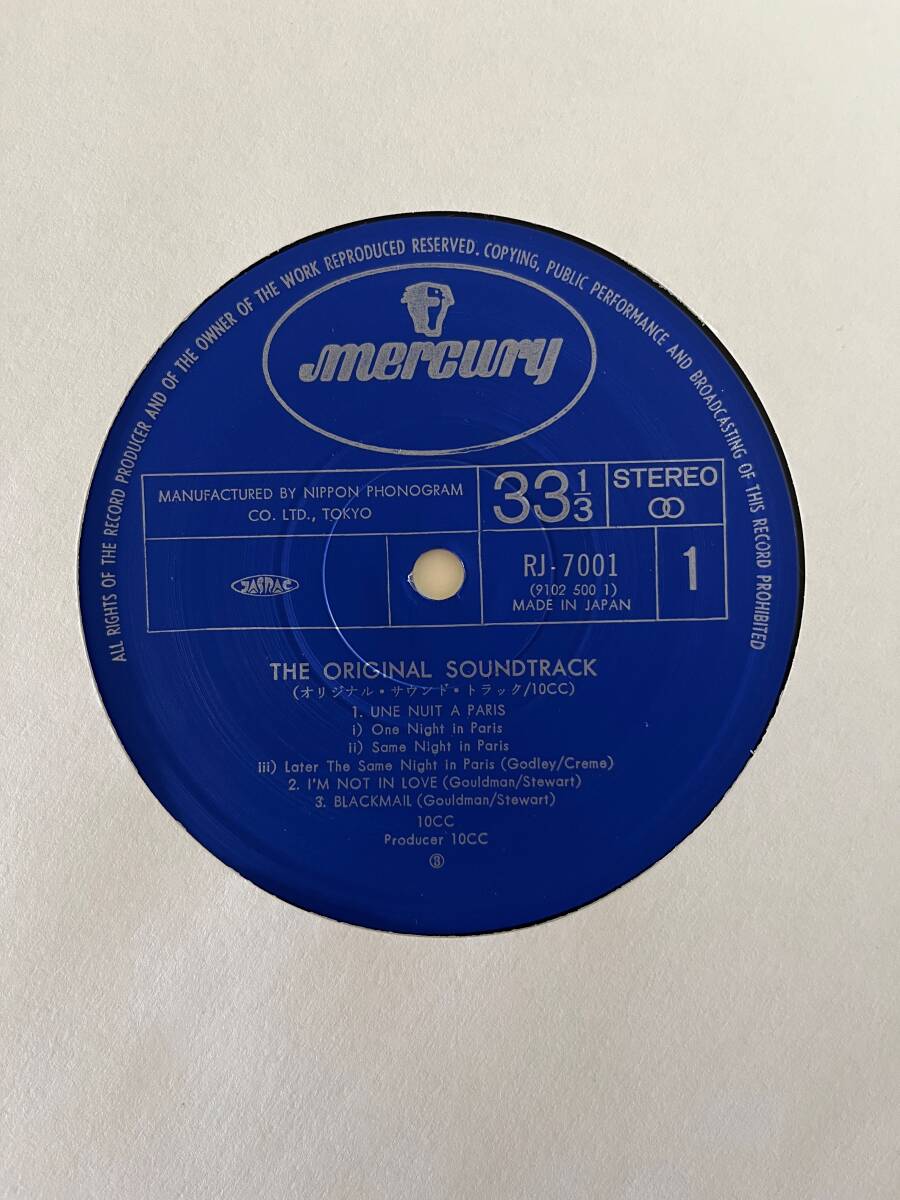 ALL RIGHTS OF THE RECORD PRODUCER AND OF THE OWNER OF THE WORK REPRODUCED RESERVED. COPYING, PUBLIC PERFORMANCE AND BROADCASTING OF THIS RECORD PROHIBITED
mercury
MANUFACTURED BY NIPPON PHONOGRAM
CO. LTD., TOKYO
33 1/3
STEREO
JASRAC
RJ-7001
(9102 500 1)
MADE IN JAPAN
1
THE ORIGINAL SOUNDTRACK
(オリジナル・サウンド・トラック/10CC)
1. UNE NUIT A PARIS
i) One Night in Paris
ii) Same Night in Paris
iii) Later The Same Night in Paris (Godley/Creme)
2. I'M NOT IN LOVE (Gouldman/Stewart)
3. BLACKMAIL (Gouldman/Stewart)
10CC
Producer 10CC